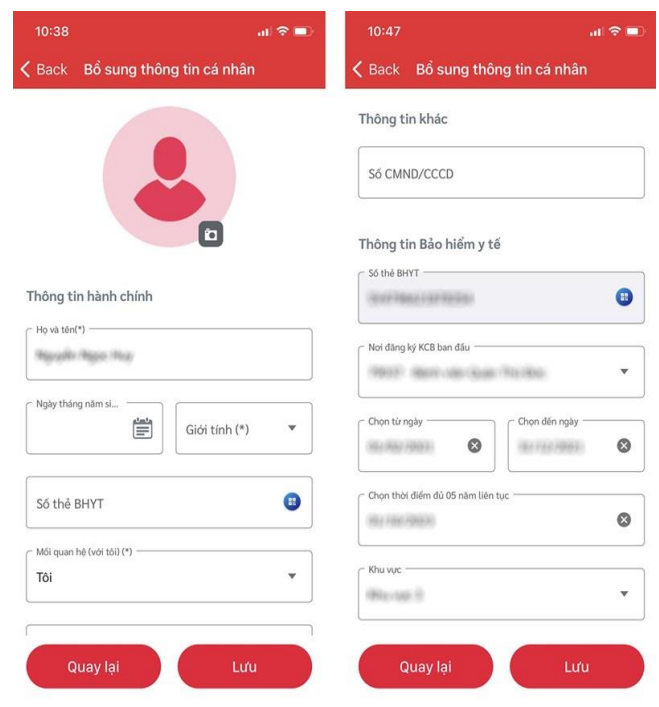 10:38
Back Bổ sung thông tin cá nhân
Thông tin hành chính
Họ và tên(*)
Ngày tháng năm si...
Giới tính (*)
Số thẻ BHYT
Mối quan hệ (với tôi) (*)
Tôi
Quay lại
Lưu
10:47
Back Bổ sung thông tin cá nhân
Thông tin khác
Số CMND/CCCD
Thông tin Bảo hiểm y tế
Số thẻ BHYT
Nơi đăng ký KCB ban đầu
Chọn từ ngày
Chọn đến ngày
Chọn thời điểm đủ 05 năm liên tục
Khu vực
Quay lại
Lưu